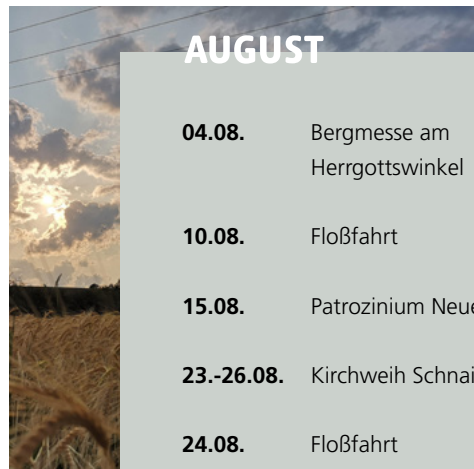 AUGUST
04.08. Bergmesse am
Herrgottswinkel
10.08. Floßfahrt
15.08. Patrozinium
23.-26.08. Kirchweih
24.08. Floßfahrt